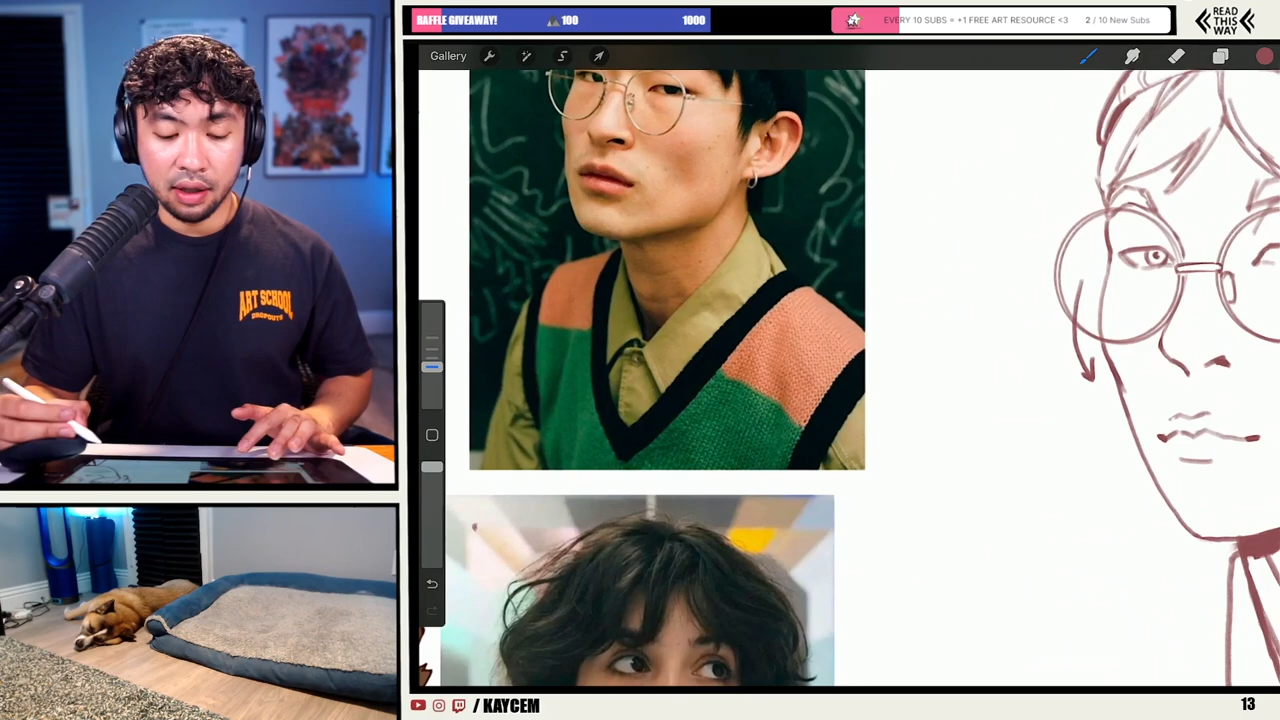 RAFFLE GIVEAWAY!
100
1000
EVERY 10 SUBS = +1 FREE ART RESOURCE <3
2 / 10 New Subs
READ
THIS
WAY
Gallery
ART SCHOOL
DROPOUTS
/ KAYCEM
13